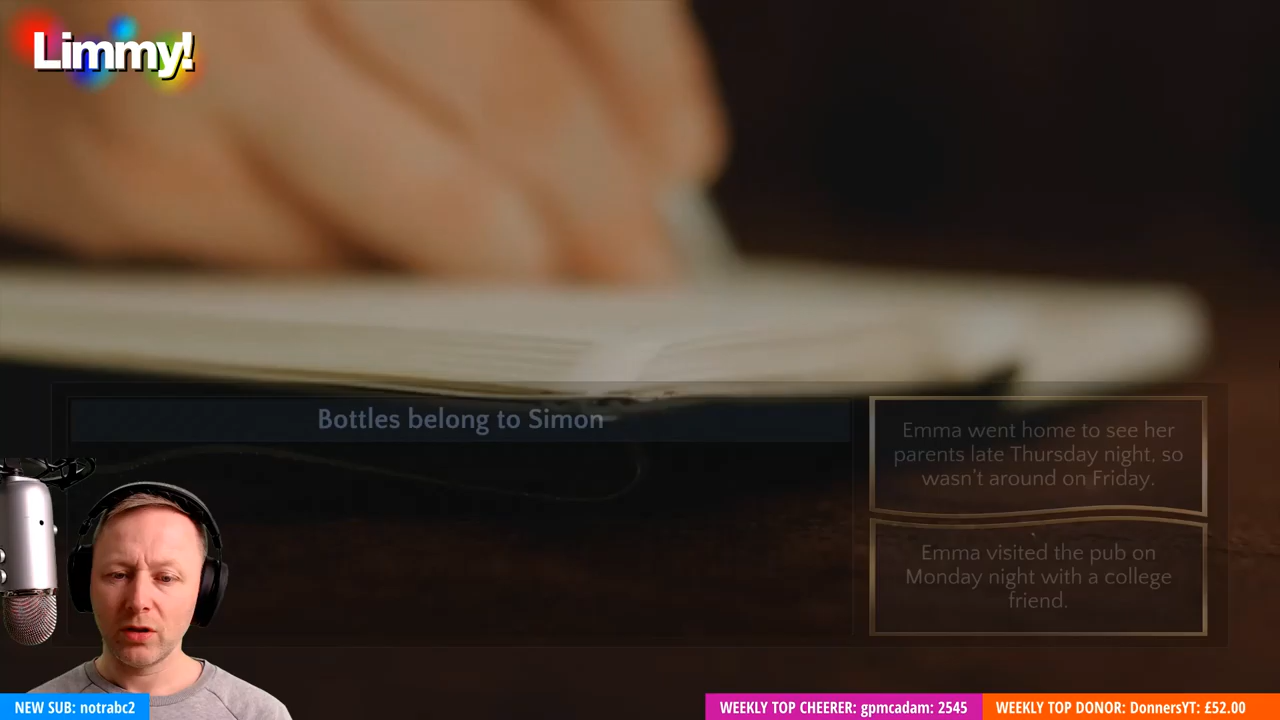 Limmy!
Bottles belong to Simon
Emma went home to see her
parents late Thursday night, so
wasn't around on Friday.
Emma visited the pub on
Monday night with a college
friend.
NEW SUB: notrabc2
WEEKLY TOP CHEERER: gpmcadam: 2545
WEEKLY TOP DONOR: DonnersYT: £52.00